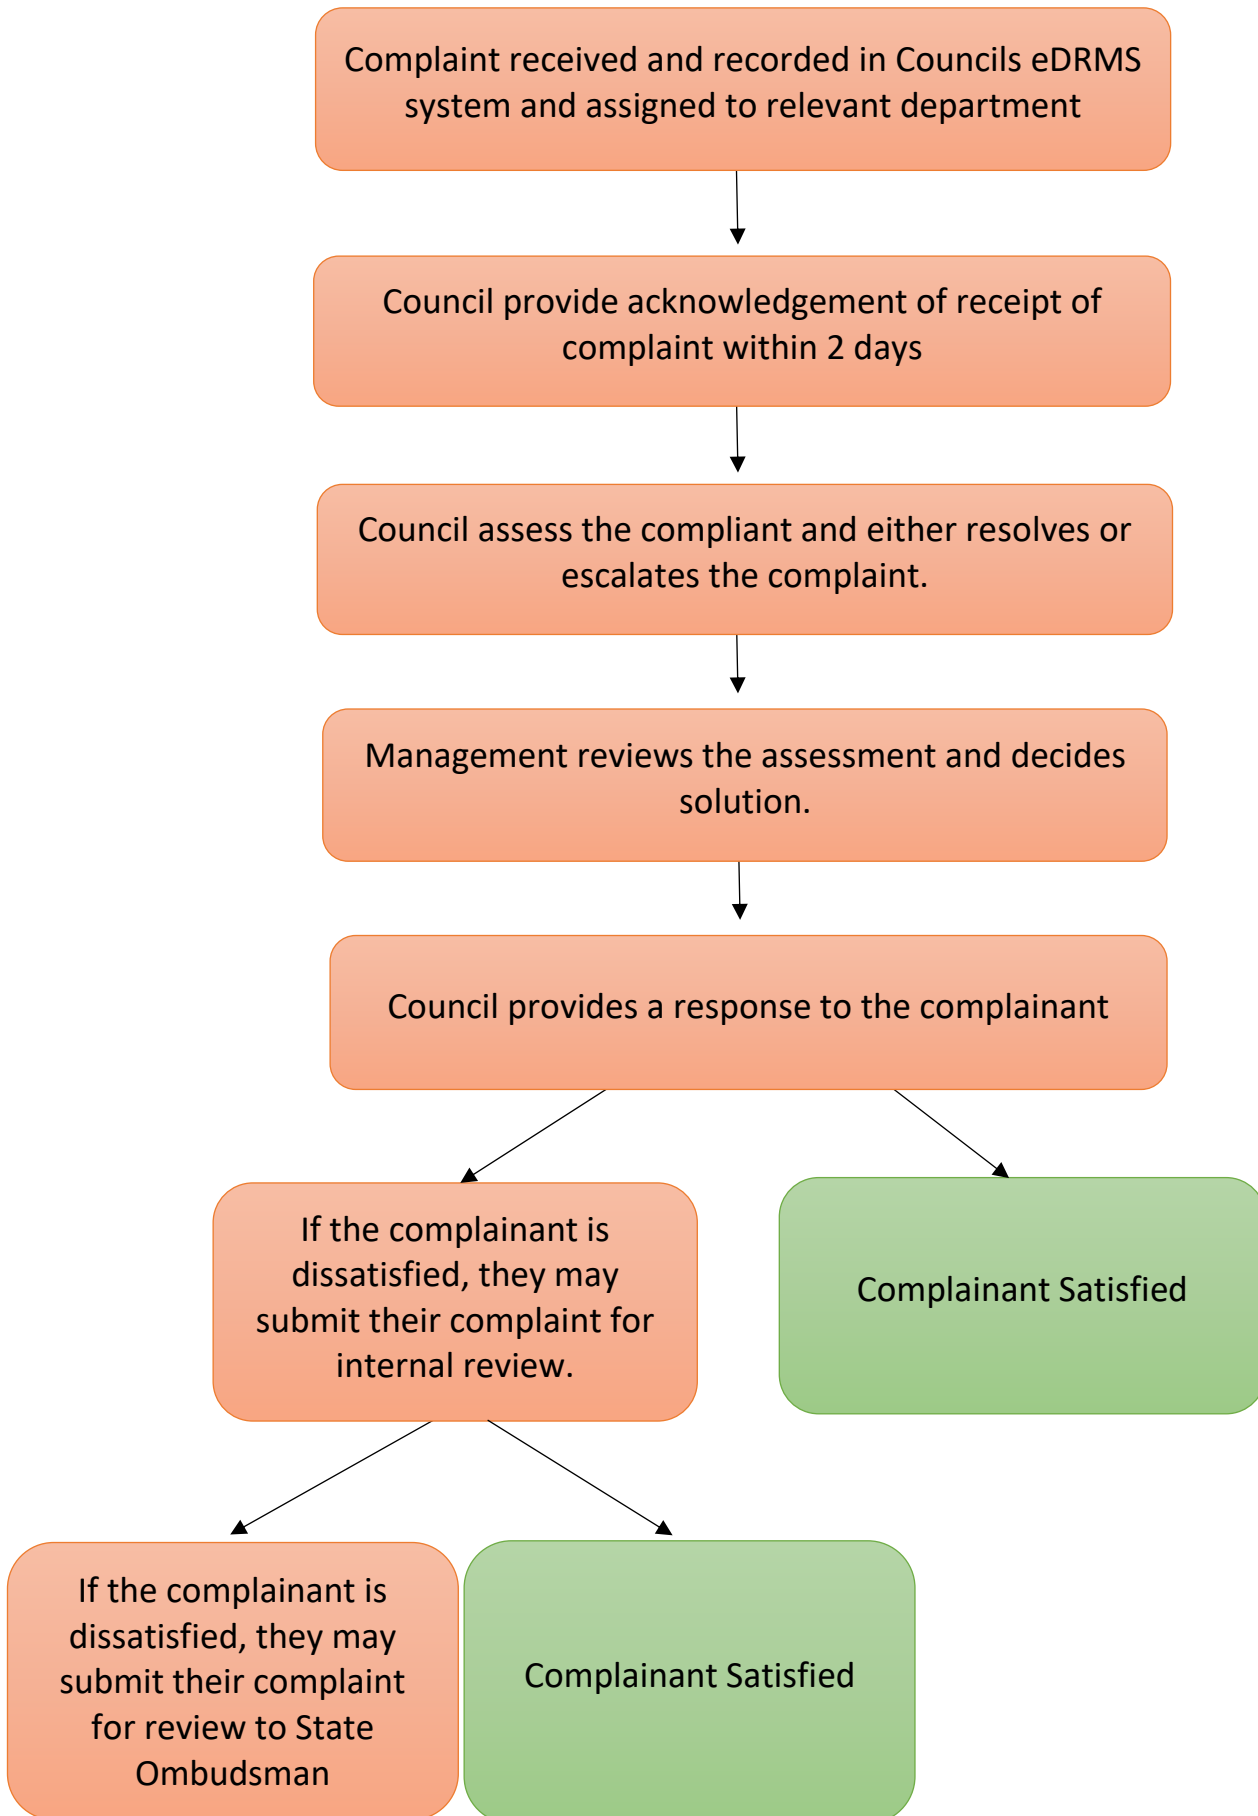 Complaint received and recorded in Councils eDRMS
system and assigned to relevant department
Council provide acknowledgement of receipt of
complaint within 2 days
Council assess the compliant and either resolves or
escalates the complaint.
Management reviews the assessment and decides
solution.
Council provides a response to the complainant
If the complainant is
dissatisfied, they may
submit their complaint for
internal review.
Complainant Satisfied
If the complainant is
dissatisfied, they may
submit their complaint
for review to State
Ombudsman
Complainant Satisfied